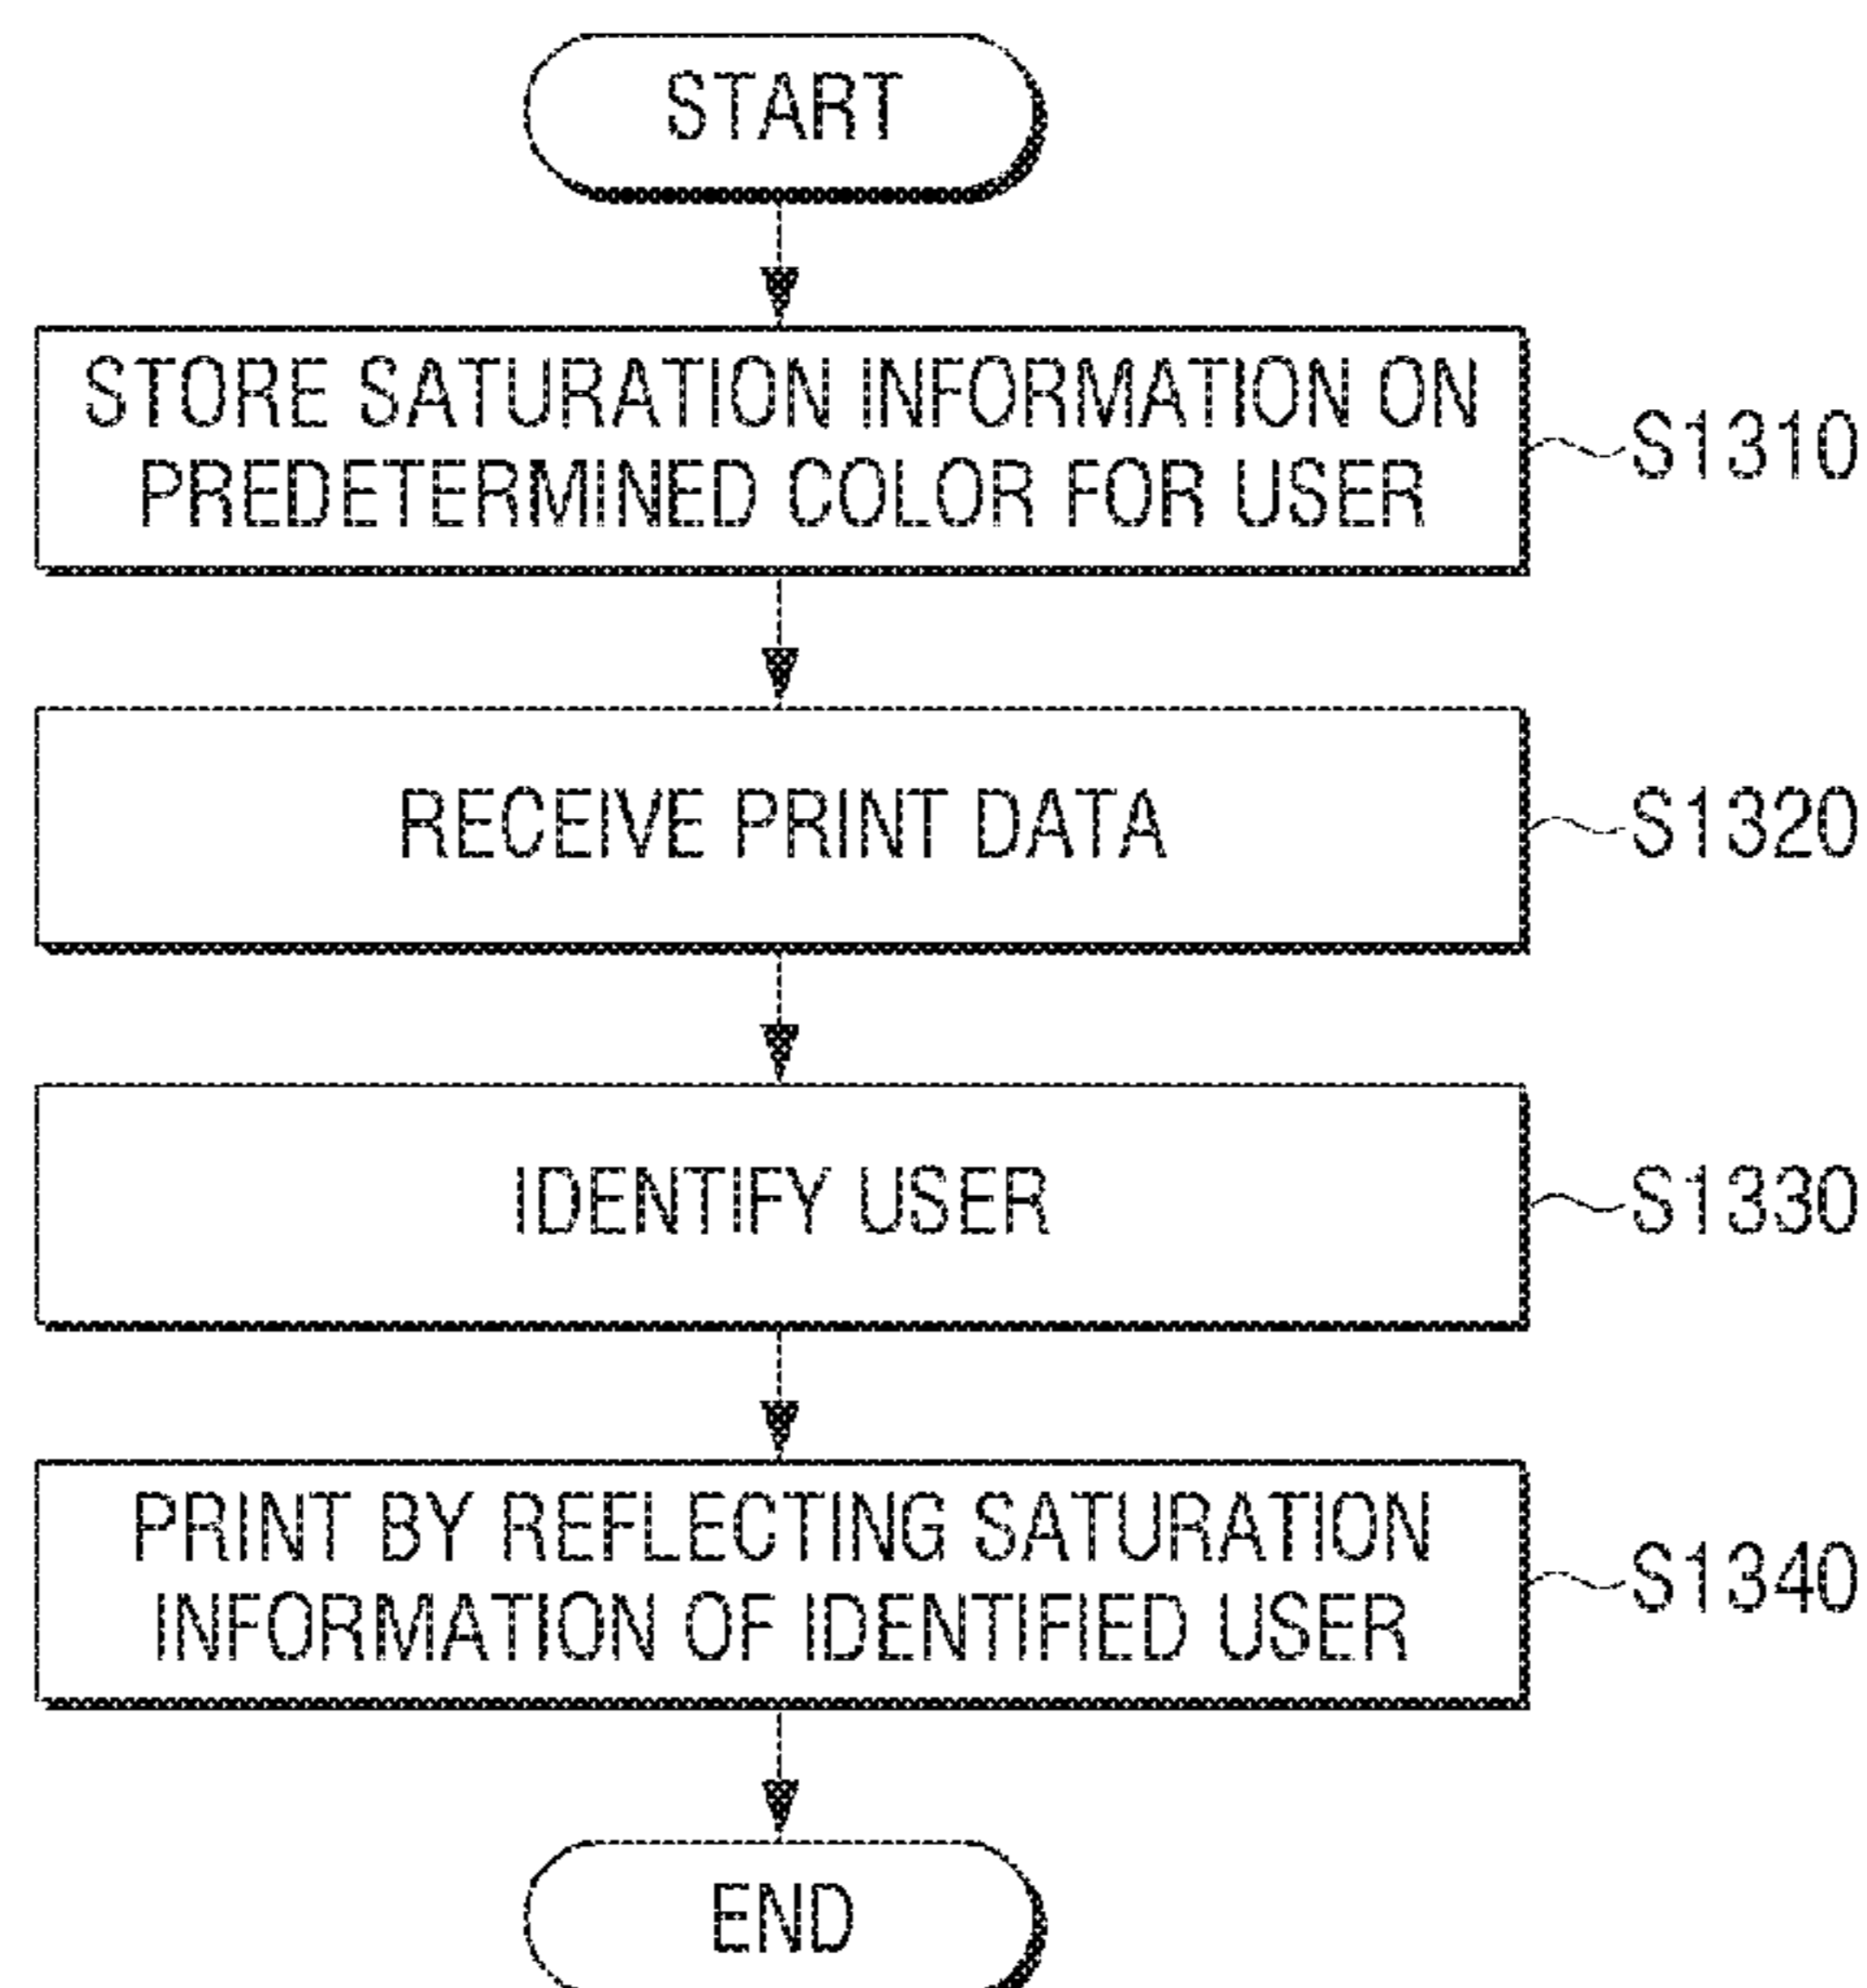 START
STORE SATURATION INFORMATION ON
PREDETERMINED COLOR FOR USER
S1310
RECEIVE PRINT DATA
S1320
IDENTIFY USER
S1330
PRINT BY REFLECTING SATURATION
INFORMATION OF IDENTIFIED USER
S1340
END